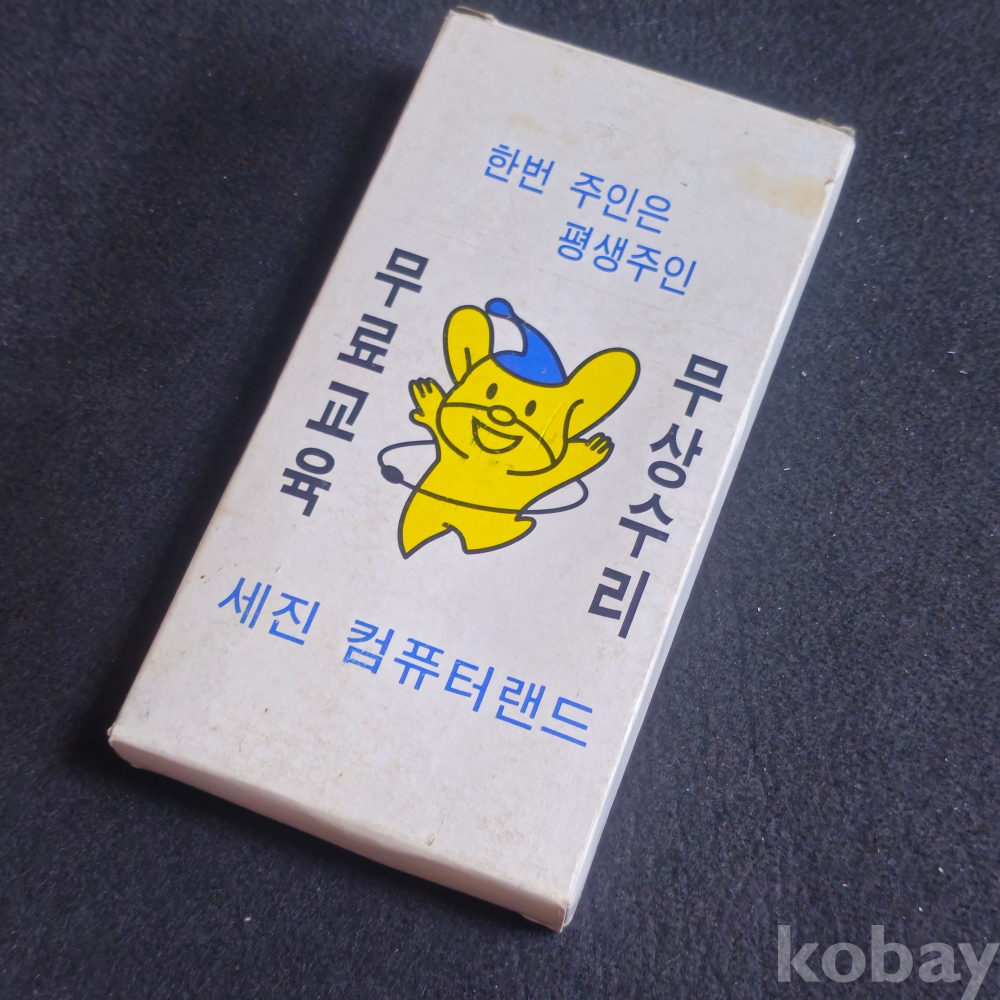 한번 주인은
평생주인
무료교육
무상수리
세진 컴퓨터랜드
kobay